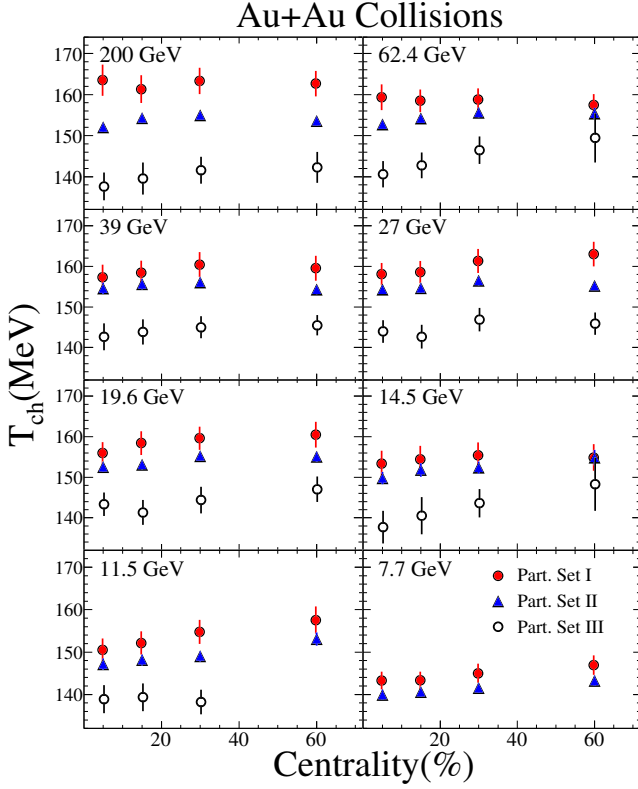 Au+Au Collisions
200 GeV
62.4 GeV
170
160
150
140
39 GeV
27 GeV
170
160
150
140
T_ch(MeV)
19.6 GeV
14.5 GeV
170
160
150
140
11.5 GeV
7.7 GeV
Part. Set I
Part. Set II
Part. Set III
170
160
150
140
20 40 60 20 40 60
Centrality(%)